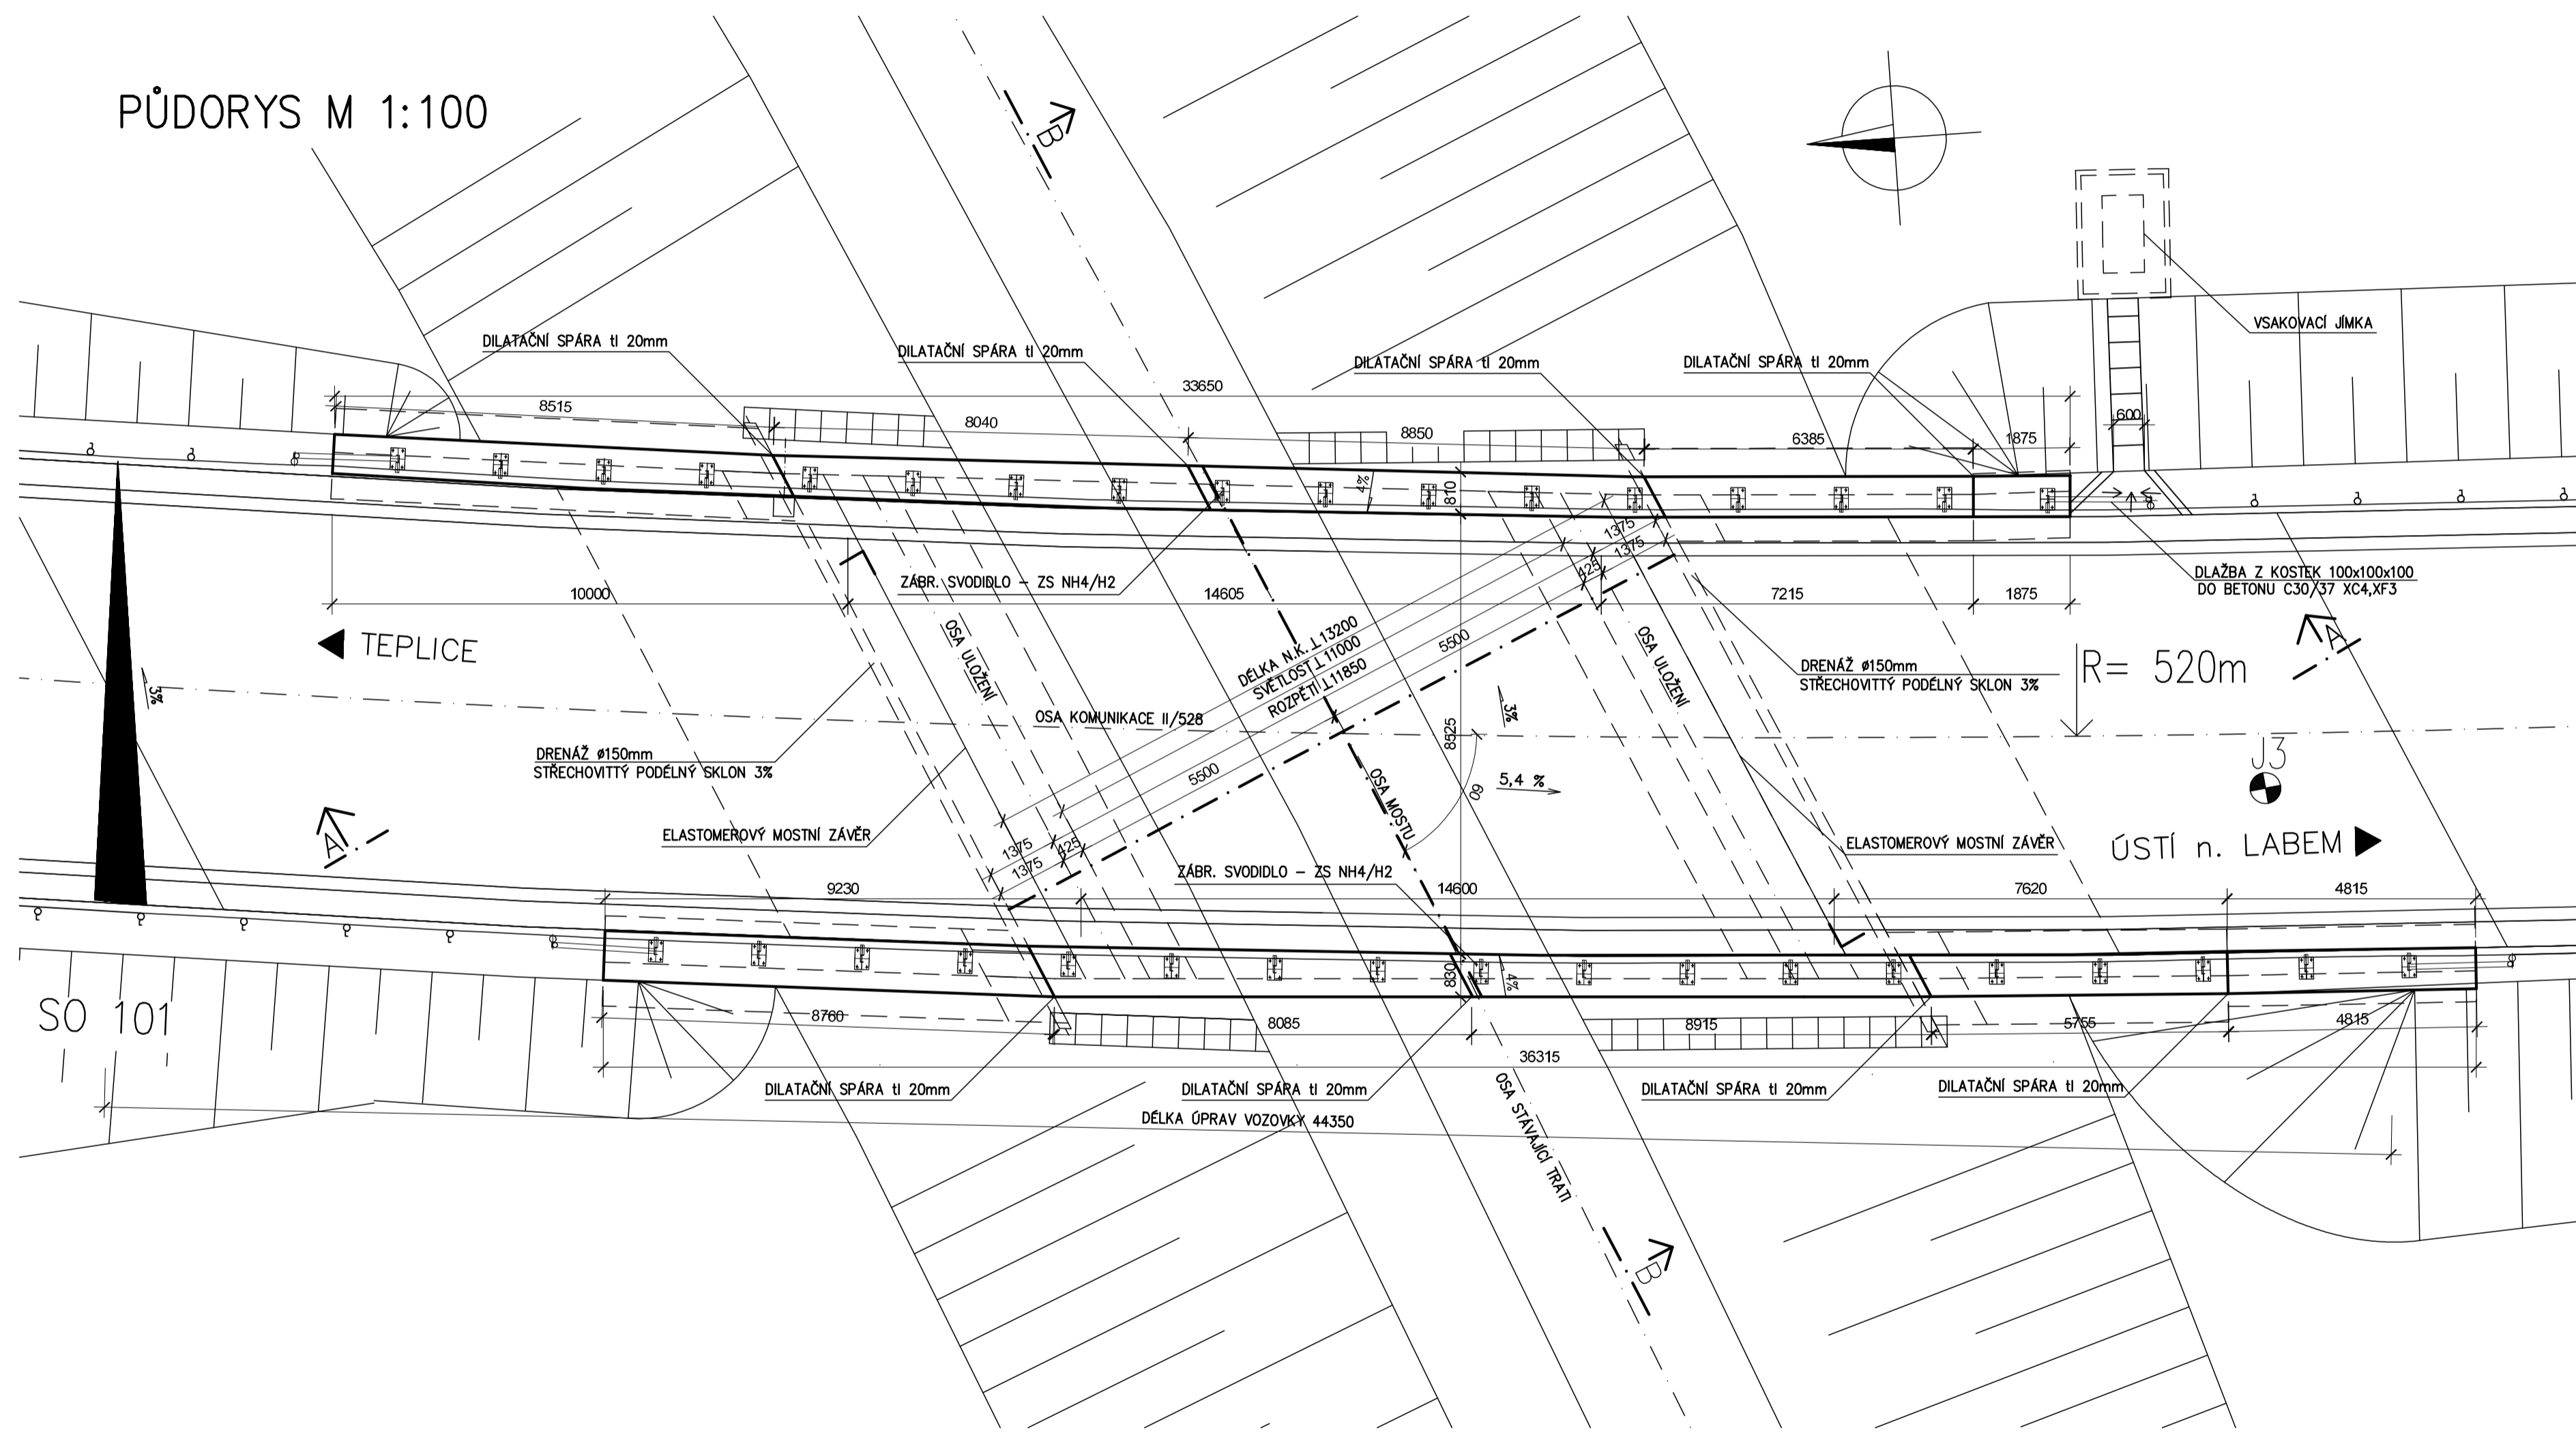 PŮDORYS M 1:100
B
DILATAČNÍ SPÁRA tl 20mm
DILATAČNÍ SPÁRA tl 20mm
DILATAČNÍ SPÁRA tl 20mm
DILATAČNÍ SPÁRA tl 20mm
VSAKOVACÍ JÍMKA
33650
8515
8040
8850
6385
1875
600
4%
810
1375
1375
425
ZÁBR. SVODIDLO – ZS NH4/H2
DLAŽBA Z KOSTEK 100x100x100
DO BETONU C30/37 XC4,XF3
10000
14605
7215
1875
TEPLICE
OSA ULOŽENÍ
DÉLKA N.K.⊥13200
SVĚTLOST⊥11000
ROZPĚTÍ⊥11850
5500
OSA ULOŽENÍ
DRENÁŽ ø150mm
STŘECHOVITTÝ PODÉLNÝ SKLON 3%
R= 520m
A
3%
OSA KOMUNIKACE II/528
8525
3%
DRENÁŽ ø150mm
STŘECHOVITTÝ PODÉLNÝ SKLON 3%
5500
OSA MOSTU
60
5,4 %
J3
A
ELASTOMEROVÝ MOSTNÍ ZÁVĚR
ELASTOMEROVÝ MOSTNÍ ZÁVĚR
ÚSTÍ n. LABEM
1375
425
1375
ZÁBR. SVODIDLO – ZS NH4/H2
9230
14600
7620
4815
830
4%
SO 101
8760
8085
8915
5755
4815
36315
DILATAČNÍ SPÁRA tl 20mm
DILATAČNÍ SPÁRA tl 20mm
DILATAČNÍ SPÁRA tl 20mm
DILATAČNÍ SPÁRA tl 20mm
DÉLKA ÚPRAV VOZOVKY 44350
OSA STÁVAJÍCÍ TRATI
B